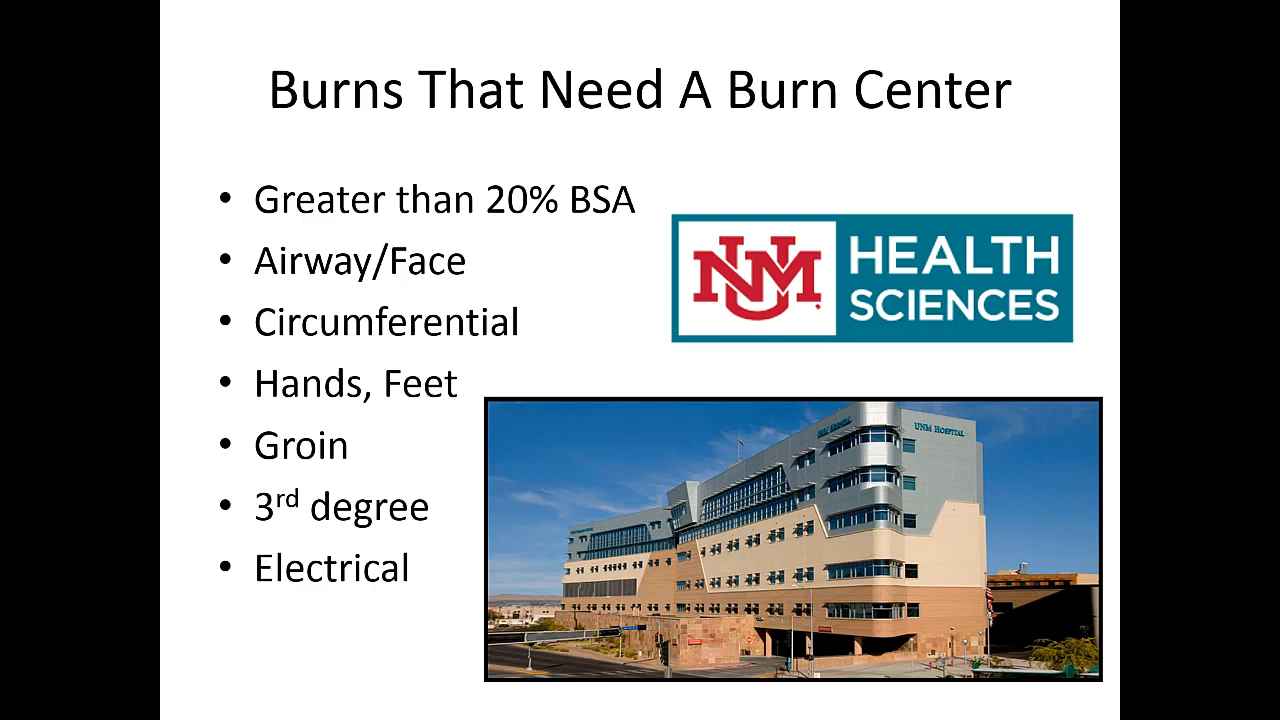 Burns That Need A Burn Center
• Greater than 20% BSA
• Airway/Face
• Circumferential
• Hands, Feet
• Groin
• 3rd degree
• Electrical
UNM
HEALTH
SCIENCES
UNM HOSPITAL